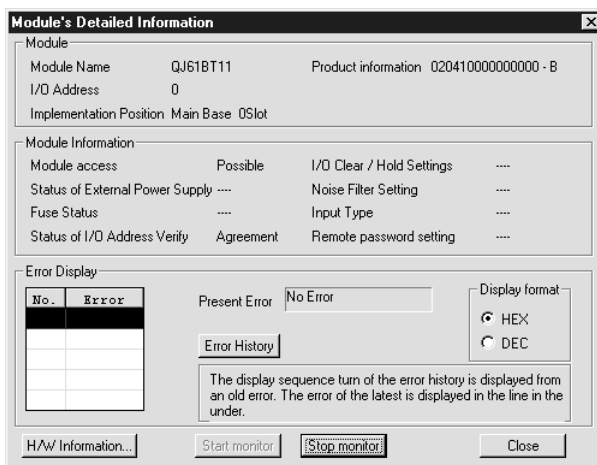 Module's Detailed Information
Module
Module Name QJ61BT11 Product information 020410000000000 - B
I/O Address 0
Implementation Position Main Base 0Slot
Module Information
Module access Possible I/O Clear / Hold Settings ----
Status of External Power Supply ---- Noise Filter Setting ----
Fuse Status ---- Input Type ----
Status of I/O Address Verify Agreement Remote password setting ----
Error Display
No. Error
Present Error No Error
Display format
HEX
DEC
Error History
The display sequence turn of the error history is displayed from
an old error. The error of the latest is displayed in the line in the
under.
H/W Information... Start monitor Stop monitor Close